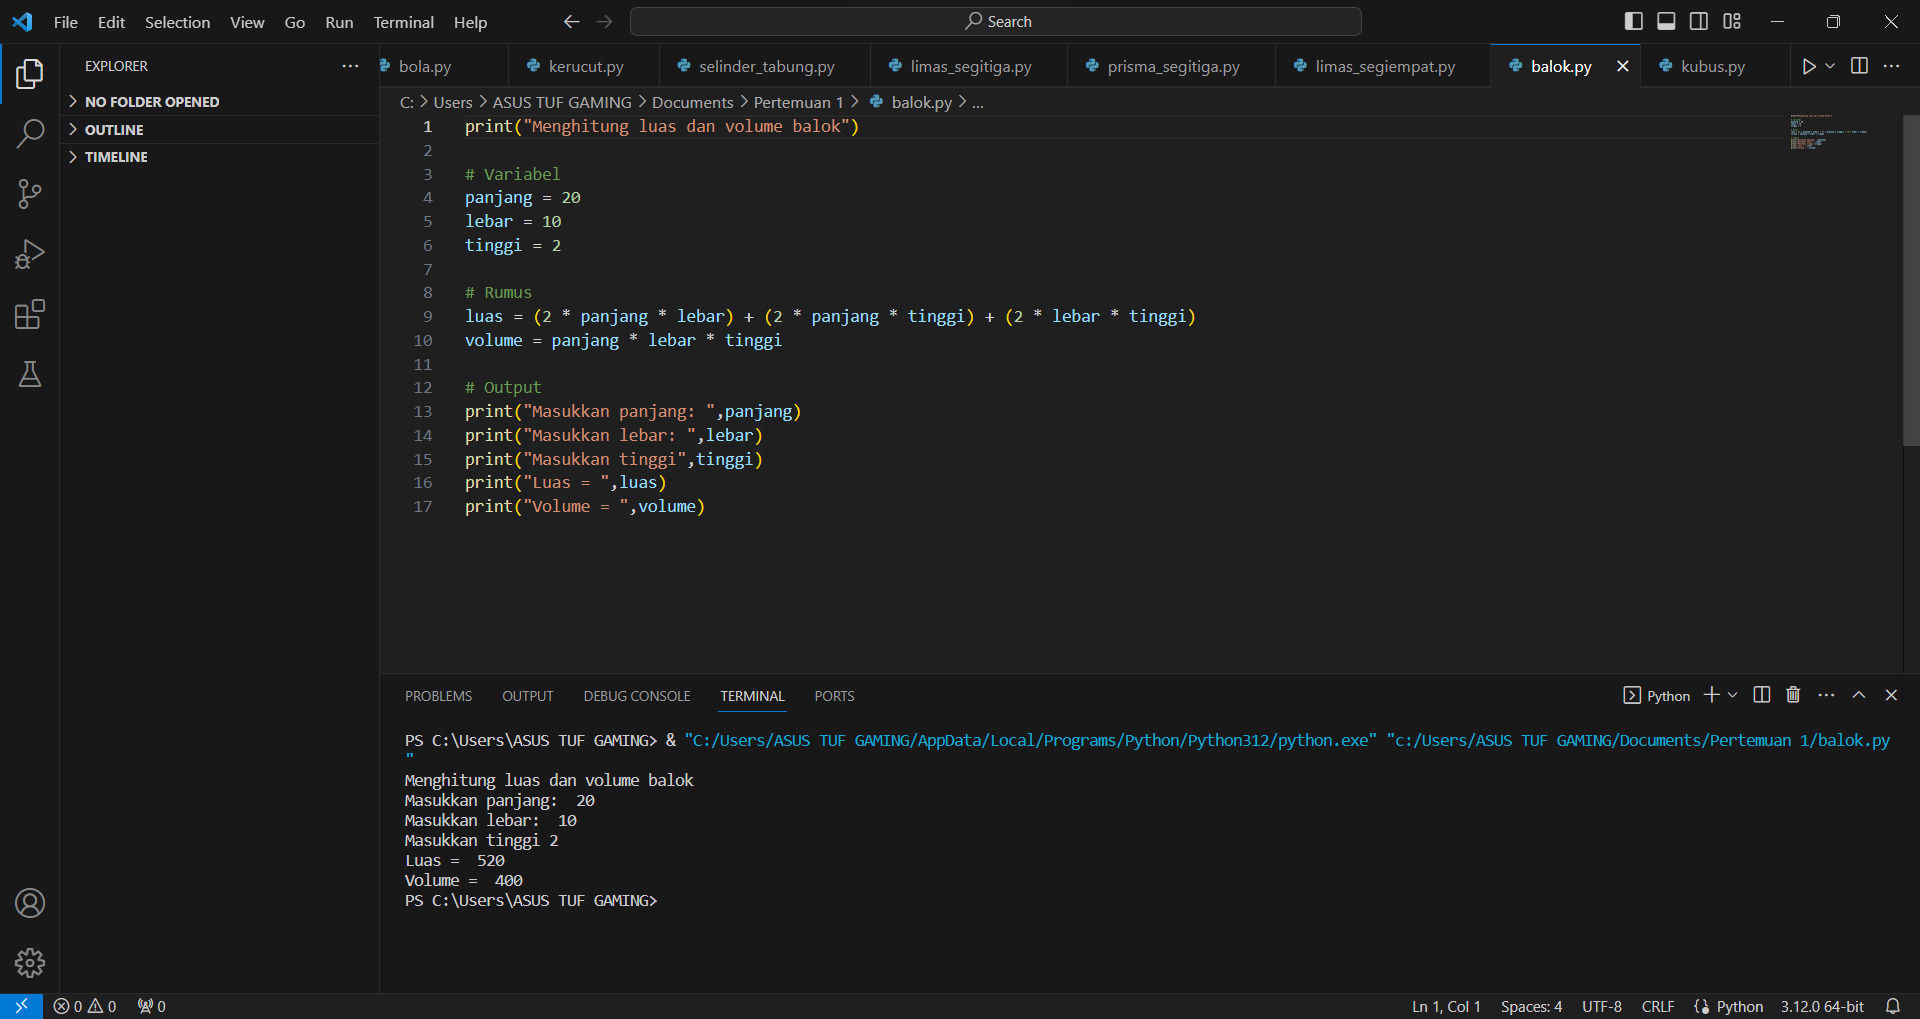 File Edit Selection View Go Run Terminal Help
Search
EXPLORER
NO FOLDER OPENED
OUTLINE
TIMELINE
bola.py kerucut.py selinder_tabung.py limas_segitiga.py prisma_segitiga.py limas_segiempat.py balok.py kubus.py
C: > Users > ASUS TUF GAMING > Documents > Pertemuan 1 > balok.py > ...
1 print("Menghitung luas dan volume balok")
2
3 # Variabel
4 panjang = 20
5 lebar = 10
6 tinggi = 2
7
8 # Rumus
9 luas = (2 * panjang * lebar) + (2 * panjang * tinggi) + (2 * lebar * tinggi)
10 volume = panjang * lebar * tinggi
11
12 # Output
13 print("Masukkan panjang: ",panjang)
14 print("Masukkan lebar: ",lebar)
15 print("Masukkan tinggi",tinggi)
16 print("Luas = ",luas)
17 print("Volume = ",volume)
PROBLEMS OUTPUT DEBUG CONSOLE TERMINAL PORTS
Python
PS C:\Users\ASUS TUF GAMING> & "C:/Users/ASUS TUF GAMING/AppData/Local/Programs/Python/Python312/python.exe" "c:/Users/ASUS TUF GAMING/Documents/Pertemuan 1/balok.py
"
Menghitung luas dan volume balok
Masukkan panjang:  20
Masukkan lebar:  10
Masukkan tinggi 2
Luas =  520
Volume =  400
PS C:\Users\ASUS TUF GAMING>
0 0 0
Ln 1, Col 1 Spaces: 4 UTF-8 CRLF Python 3.12.0 64-bit